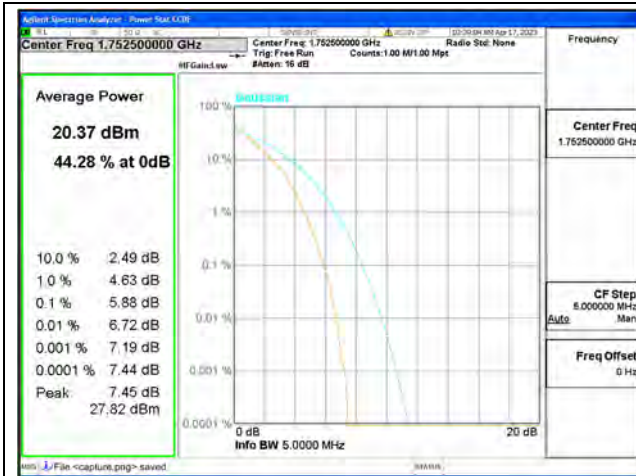 Agilent Spectrum Analyzer - Power Stat CCDF
Center Freq 1.752500000 GHz
Center Freq: 1.752500000 GHz
Radio Std: None
Trig: Free Run
Counts:1.00 M/1.00 Mpt
#IFGain:Low
#Atten: 16 dB
Frequency
Average Power
20.37 dBm
44.28 % at 0dB
10.0 % 2.49 dB
1.0 % 4.63 dB
0.1 % 5.88 dB
0.01 % 6.72 dB
0.001 % 7.19 dB
0.0001 % 7.44 dB
Peak 7.45 dB
27.82 dBm
Gaussian
100 %
10 %
1 %
0.1 %
0.01 %
0.001 %
0.0001 %
0 dB
20 dB
Info BW 5.0000 MHz
Center Freq
1.752500000 GHz
CF Step
5.000000 MHz
Auto Man
Freq Offset
0 Hz
MSG File <capture.png> saved
STATUS